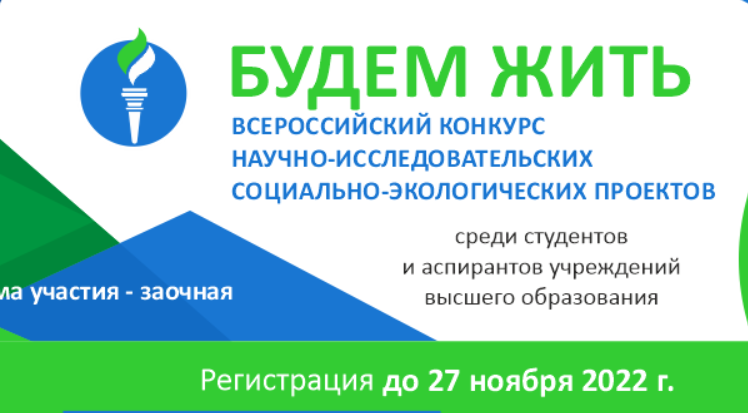 БУДЕМ ЖИТЬ
ВСЕРОССИЙСКИЙ КОНКУРС
НАУЧНО-ИССЛЕДОВАТЕЛЬСКИХ
СОЦИАЛЬНО-ЭКОЛОГИЧЕСКИХ ПРОЕКТОВ
среди студентов
и аспирантов учреждений
высшего образования
участия - заочная
Регистрация до 27 ноября 2022 г.